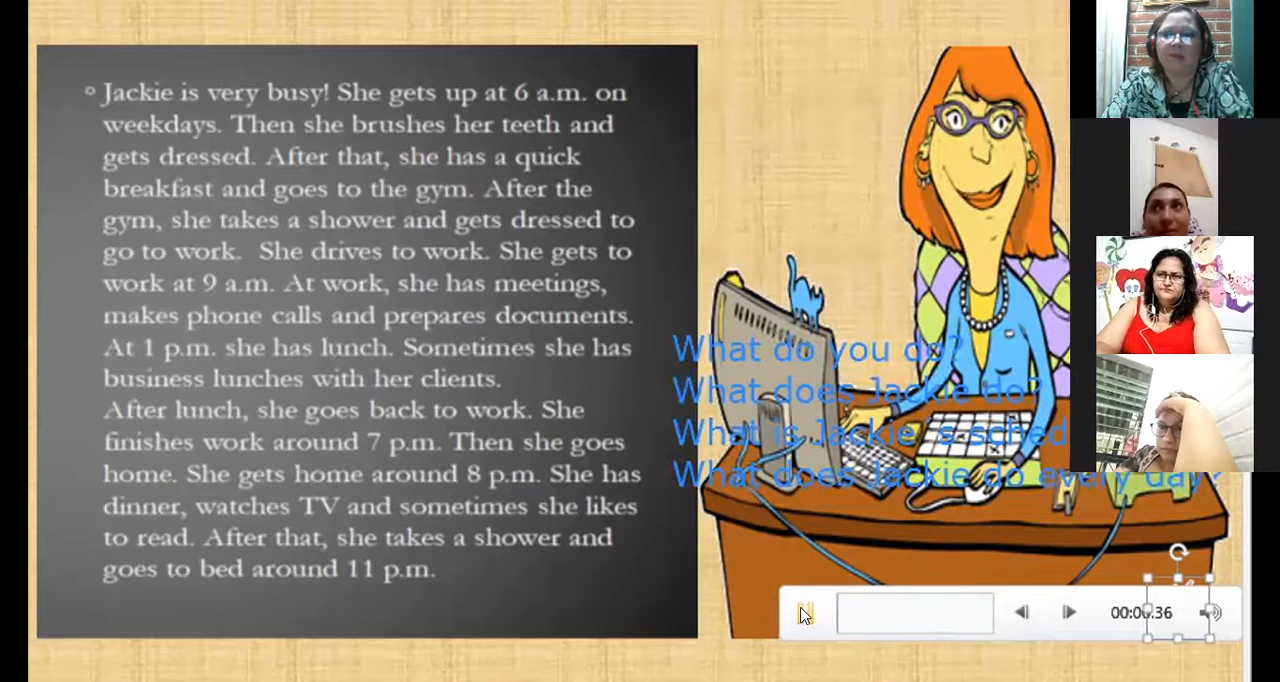 Jackie is very busy! She gets up at 6 a.m. on
weekdays. Then she brushes her teeth and
gets dressed. After that, she has a quick
breakfast and goes to the gym. After the
gym, she takes a shower and gets dressed to
go to work. She drives to work. She gets to
work at 9 a.m. At work, she has meetings,
makes phone calls and prepares documents.
At 1 p.m. she has lunch. Sometimes she has
business lunches with her clients.
After lunch, she goes back to work. She
finishes work around 7 p.m. Then she goes
home. She gets home around 8 p.m. She has
dinner, watches TV and sometimes she likes
to read. After that, she takes a shower and
goes to bed around 11 p.m.
What do you do?
What does Jackie do?
What is Jackie 's sched
What does Jackie do every day?